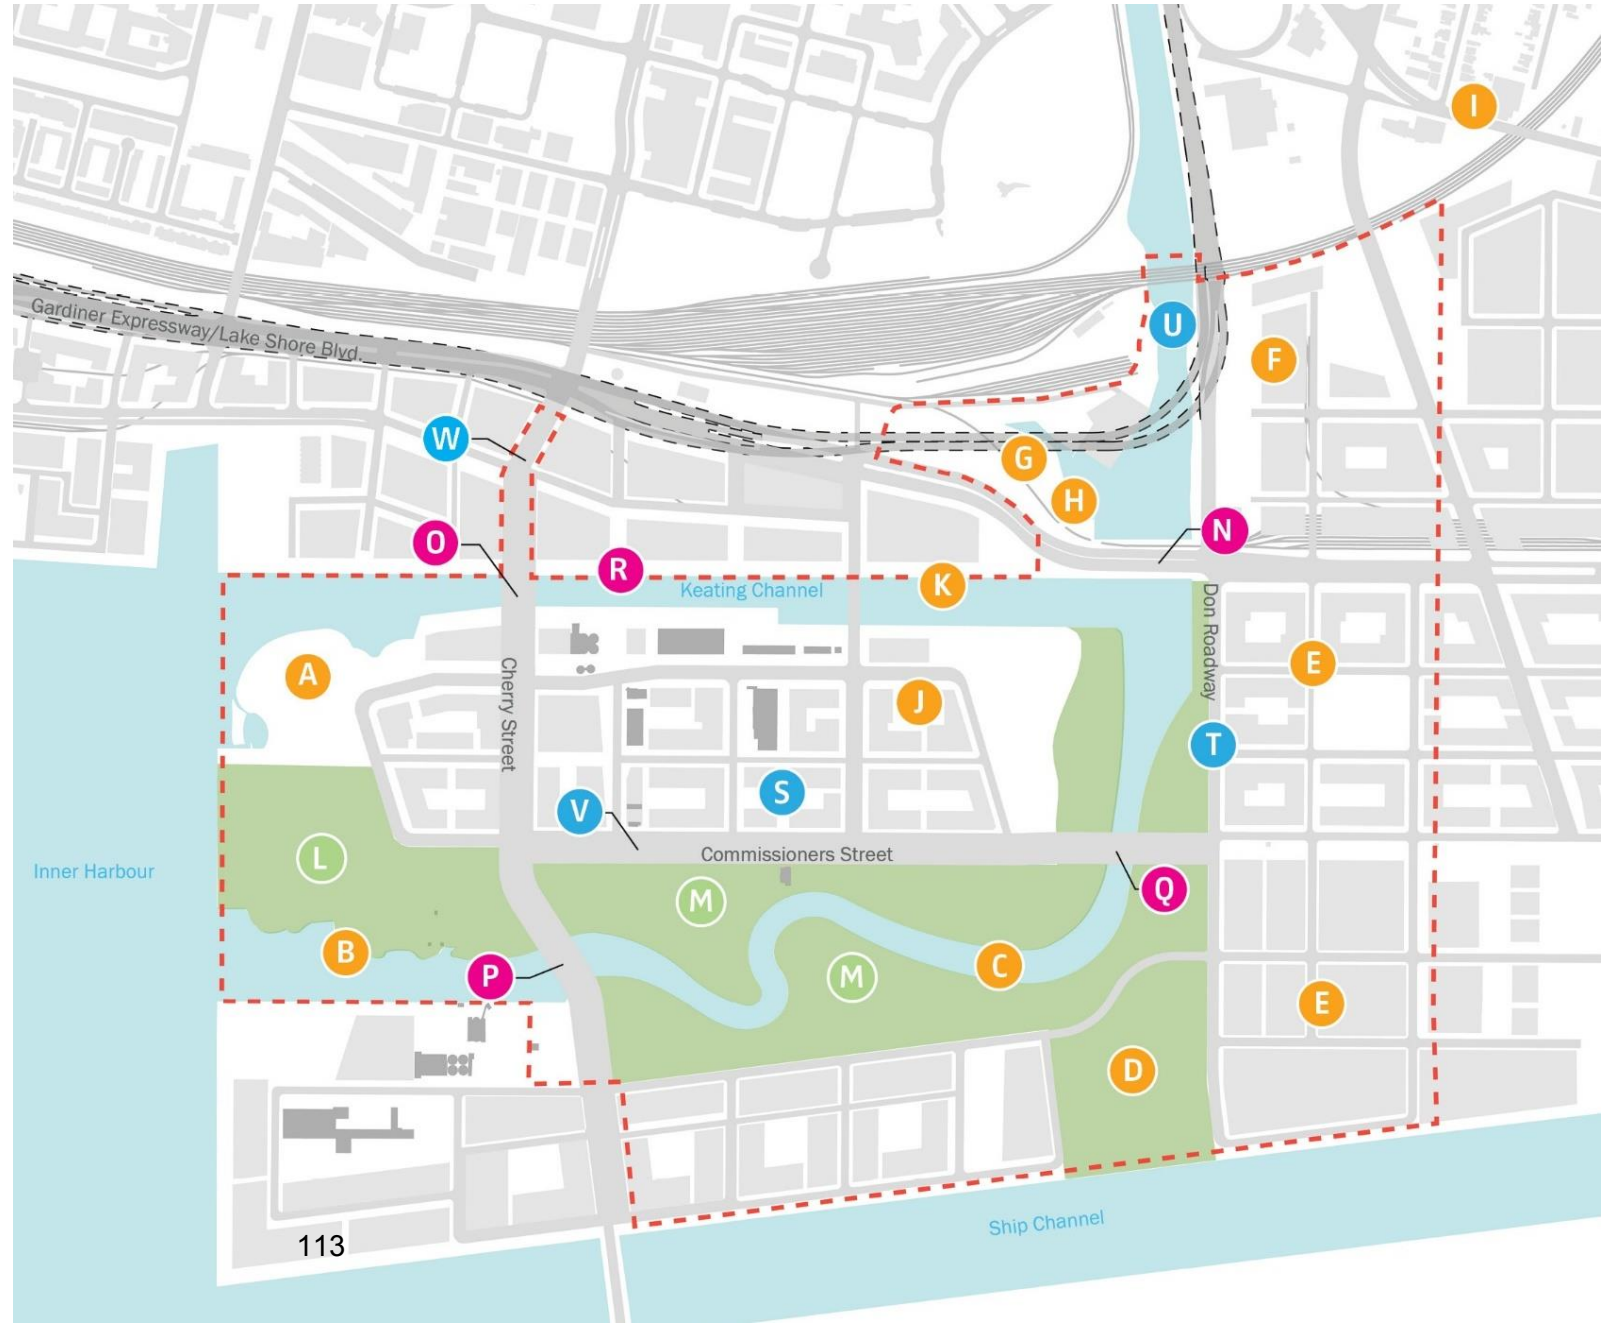 I
Gardiner Expressway/Lake Shore Blvd.
U
F
W
G
H
O
N
R
K
Keating Channel
Don Roadway
E
A
Cherry Street
J
T
V
S
Commissioners Street
L
Inner Harbour
M
Q
B
P
M
C
E
D
Ship Channel
113